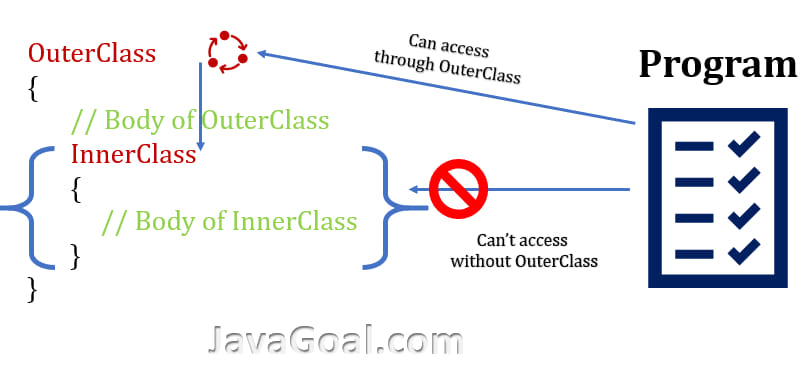 OuterClass
{
// Body of OuterClass
InnerClass
{
// Body of InnerClass
}
}
Can access
through OuterClass
Program
Can't access
without OuterClass
JavaGoal.com